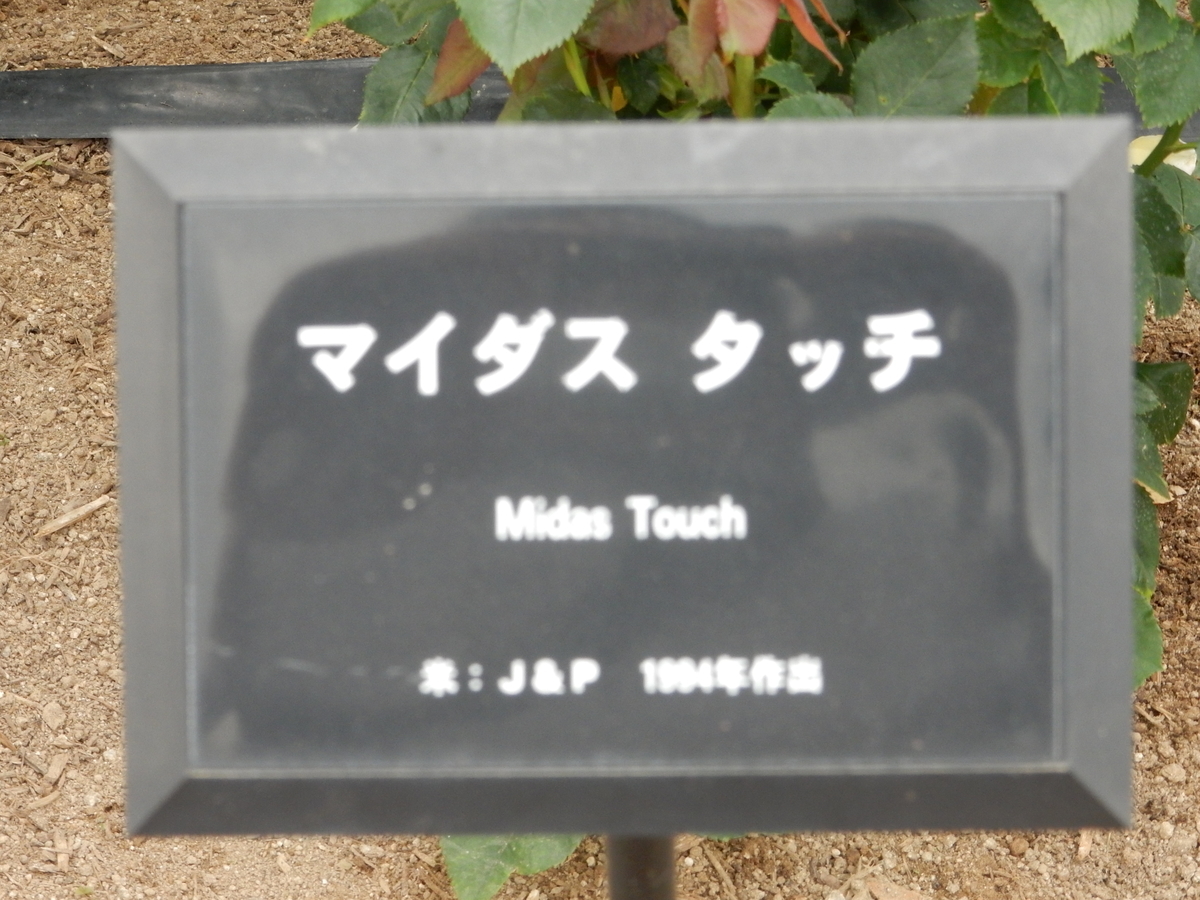 マイダス タッチ
Midas Touch
米：J＆P　1994年作出